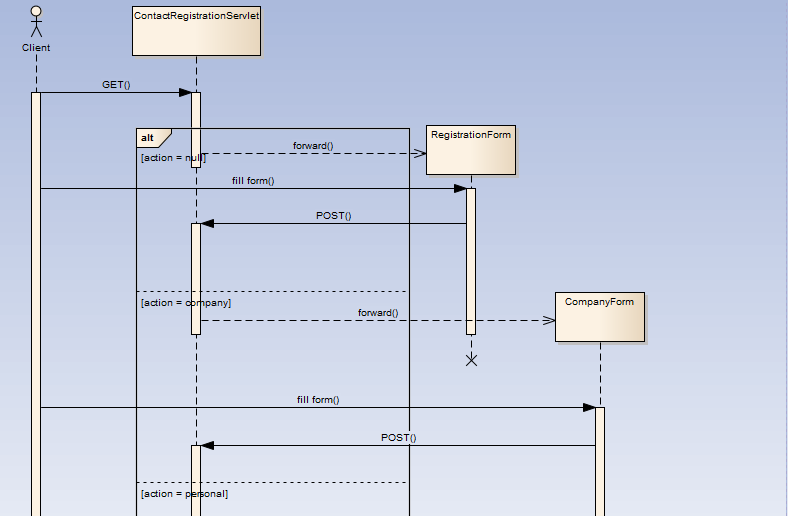 ContactRegistrationServlet
Client
GET()
alt
RegistrationForm
forward()
[action = null]
fill form()
POST()
[action = company]
CompanyForm
forward()
fill form()
POST()
[action = personal]